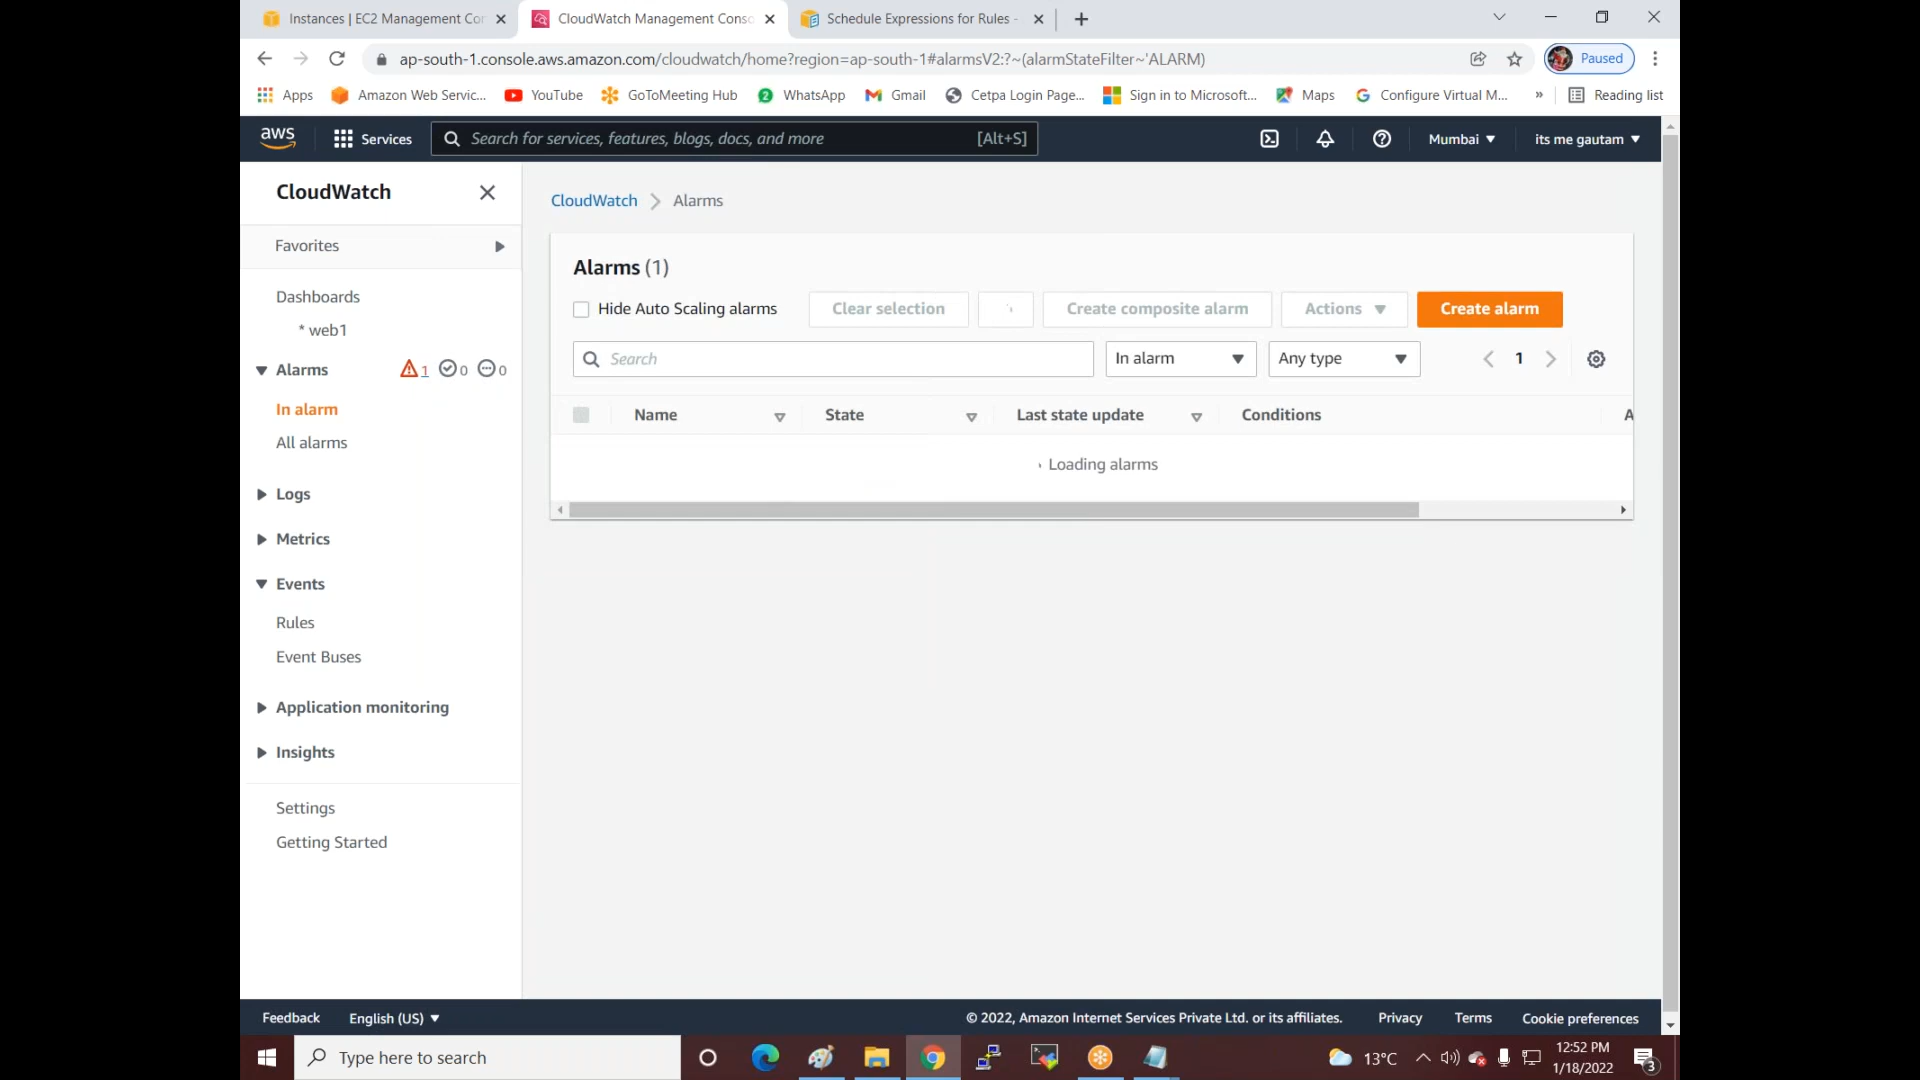 Instances | EC2 Management Cor
CloudWatch Management Conso
Schedule Expressions for Rules -
ap-south-1.console.aws.amazon.com/cloudwatch/home?region=ap-south-1#alarmsV2:?~(alarmStateFilter~'ALARM)
Paused
Apps
Amazon Web Servic...
YouTube
GoToMeeting Hub
2
WhatsApp
Gmail
Cetpa Login Page...
Sign in to Microsoft...
Maps
Configure Virtual M...
»
Reading list
aws
Services
Search for services, features, blogs, docs, and more
[Alt+S]
Mumbai
its me gautam
CloudWatch
Favorites
Dashboards
* web1
Alarms
1
0
0
In alarm
All alarms
Logs
Metrics
Events
Rules
Event Buses
Application monitoring
Insights
Settings
Getting Started
CloudWatch
Alarms
Alarms (1)
Hide Auto Scaling alarms
Clear selection
Create composite alarm
Actions
Create alarm
Search
In alarm
Any type
1
Name
State
Last state update
Conditions
A
Loading alarms
Feedback
English (US)
© 2022, Amazon Internet Services Private Ltd. or its affiliates.
Privacy
Terms
Cookie preferences
Type here to search
13°C
12:52 PM
1/18/2022
3